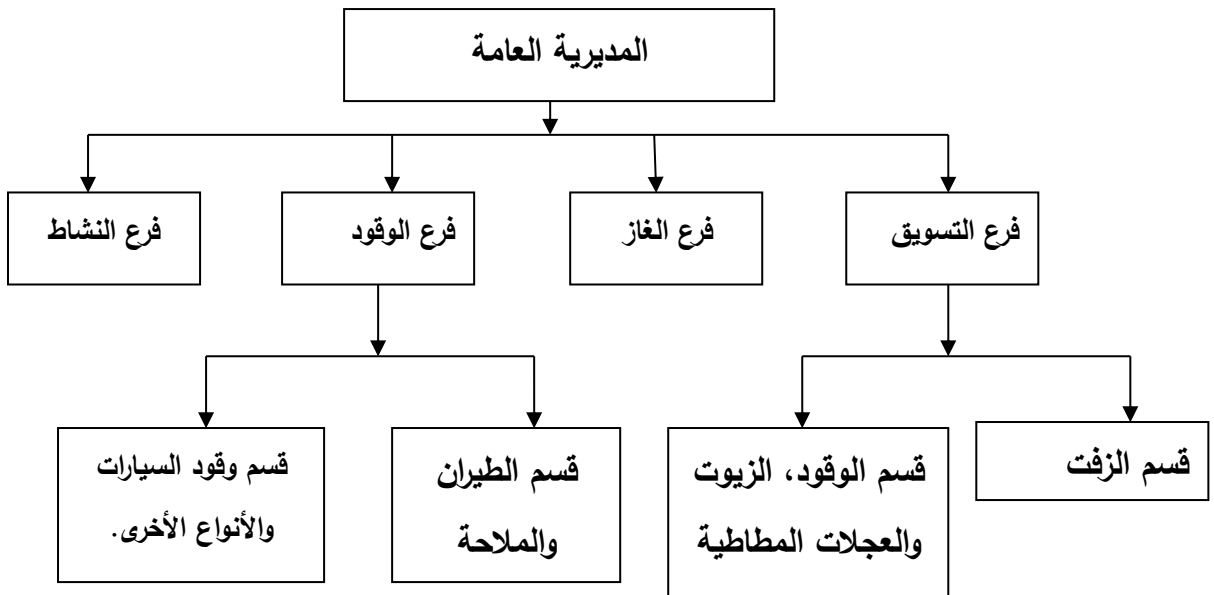 المديرية العامة
فرع التسويق
فرع الغاز
فرع الوقود
فرع النشاط
قسم الزفت
قسم الوقود، الزيوت
والعجلات المطاطية
قسم الطيران
والملاحة
قسم وقود السيارات
والأنواع الأخرى.